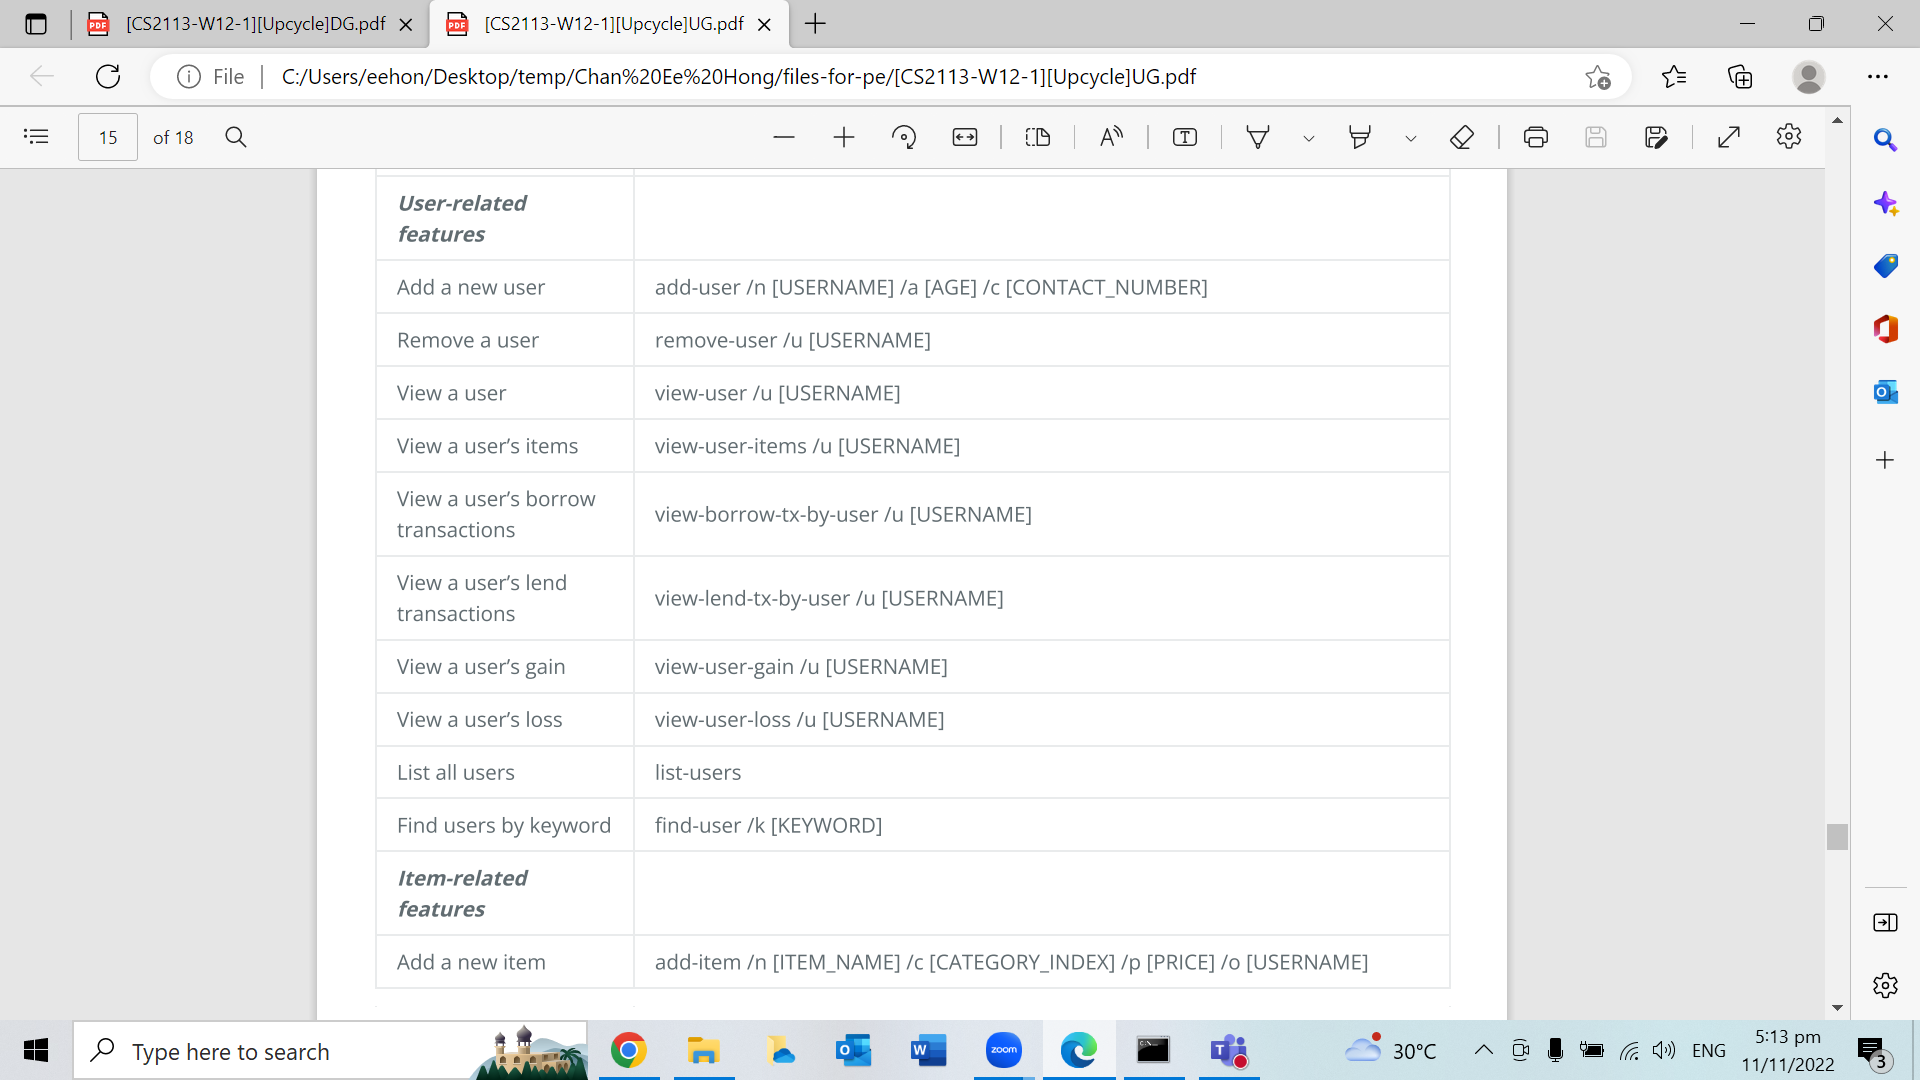 [CS2113-W12-1][Upcycle]DG.pdf
[CS2113-W12-1][Upcycle]UG.pdf
File
C:/Users/eehon/Desktop/temp/Chan%20Ee%20Hong/files-for-pe/[CS2113-W12-1][Upcycle]UG.pdf
15 of 18
User-related
features
Add a new user
add-user /n [USERNAME] /a [AGE] /c [CONTACT_NUMBER]
Remove a user
remove-user /u [USERNAME]
View a user
view-user /u [USERNAME]
View a user’s items
view-user-items /u [USERNAME]
View a user’s borrow
transactions
view-borrow-tx-by-user /u [USERNAME]
View a user’s lend
transactions
view-lend-tx-by-user /u [USERNAME]
View a user’s gain
view-user-gain /u [USERNAME]
View a user’s loss
view-user-loss /u [USERNAME]
List all users
list-users
Find users by keyword
find-user /k [KEYWORD]
Item-related
features
Add a new item
add-item /n [ITEM_NAME] /c [CATEGORY_INDEX] /p [PRICE] /o [USERNAME]
Type here to search
zoom
30°C
ENG
5:13 pm
11/11/2022
3